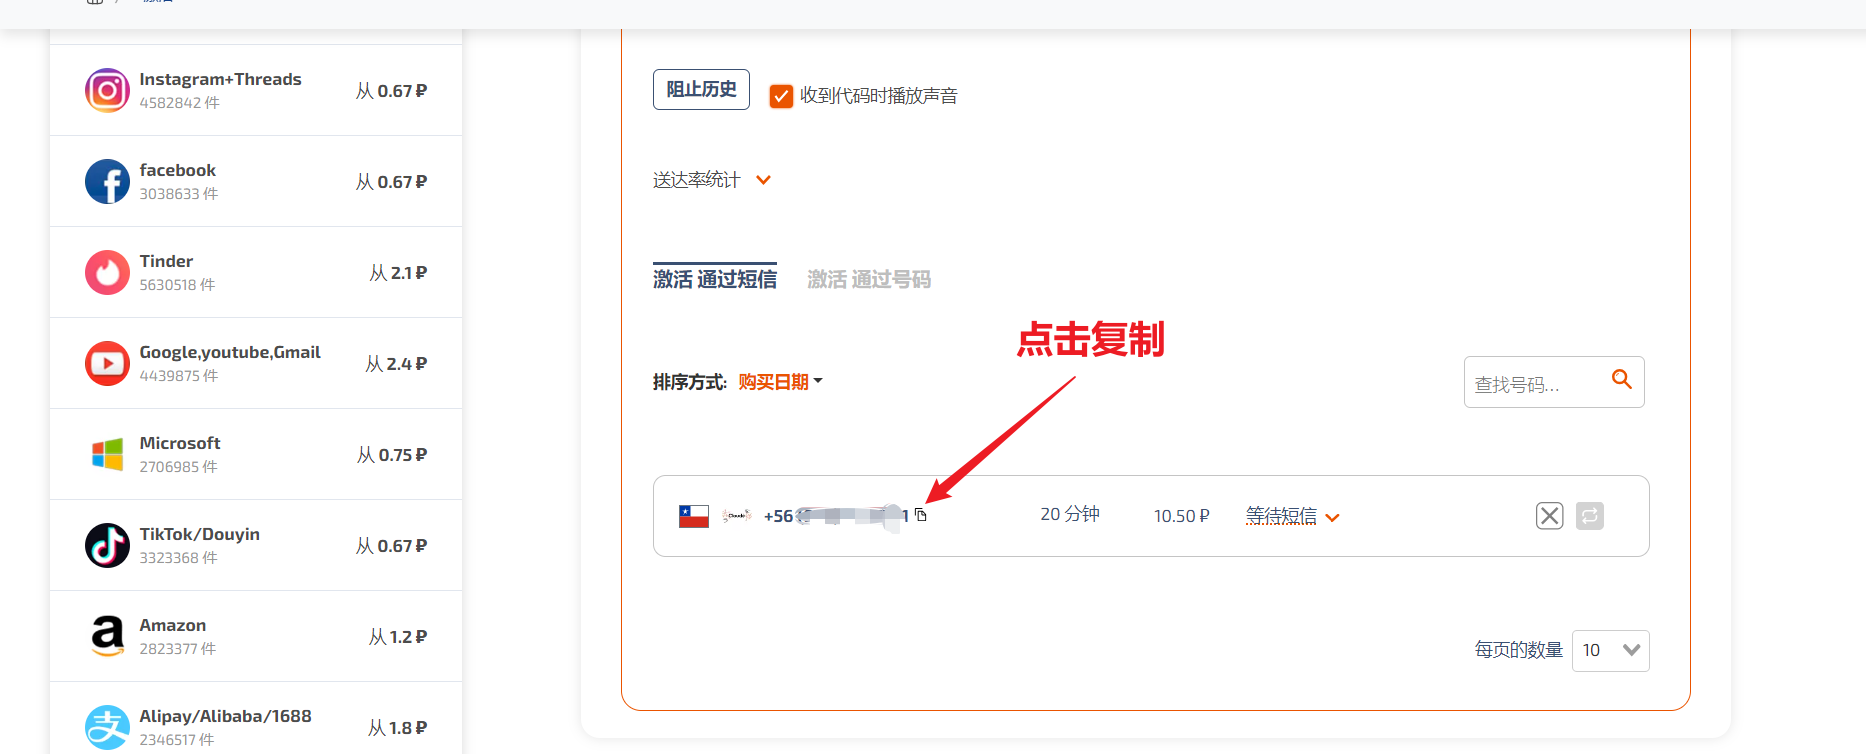 激活
Instagram+Threads
4582842 件
从 0.67 ₽
facebook
3038633 件
从 0.67 ₽
Tinder
5630518 件
从 2.1 ₽
Google,youtube,Gmail
4439875 件
从 2.4 ₽
Microsoft
2706985 件
从 0.75 ₽
TikTok/Douyin
3323368 件
从 0.67 ₽
Amazon
2823377 件
从 1.2 ₽
Alipay/Alibaba/1688
2346517 件
从 1.8 ₽
阻止历史
收到代码时播放声音
送达率统计
激活 通过短信
激活 通过号码
点击复制
排序方式: 购买日期
查找号码...
Claude
+56
1
20 分钟
10.50 ₽
等待短信
每页的数量
10